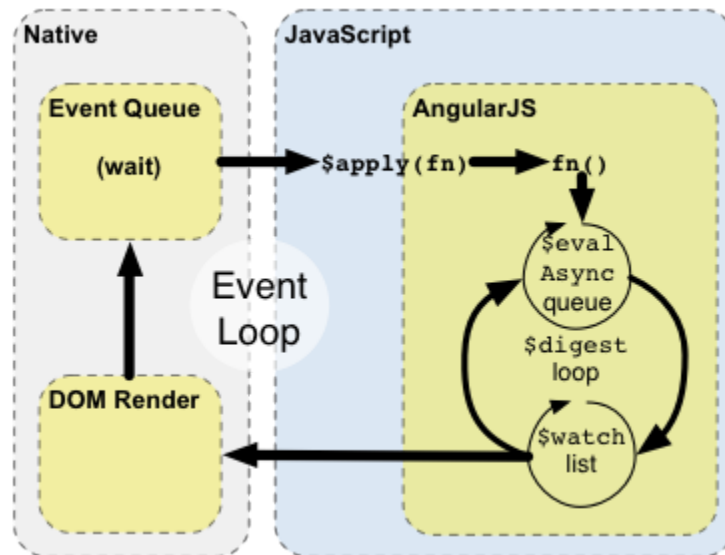 Native
JavaScript
Event Queue
(wait)
AngularJS
$apply(fn)
fn()
$eval
Async
queue
$digest
loop
$watch
list
Event
Loop
DOM Render